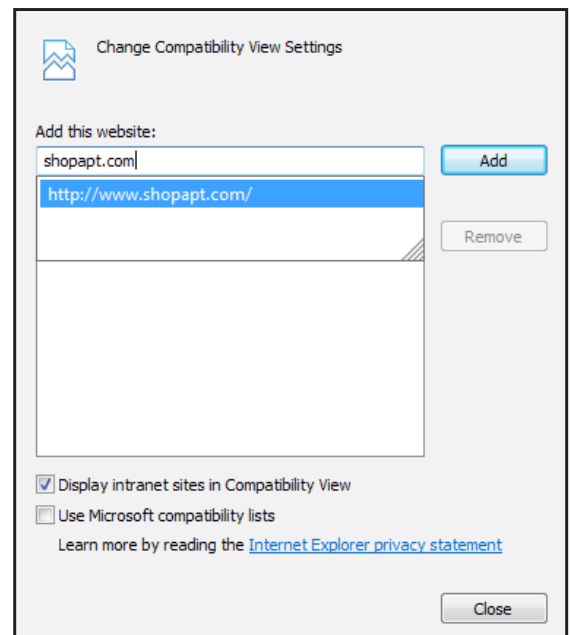 Change Compatibility View Settings
Add this website:
shopapt.com
Add
http://www.shopapt.com/
Remove
Display intranet sites in Compatibility View
Use Microsoft compatibility lists
Learn more by reading the Internet Explorer privacy statement
Close